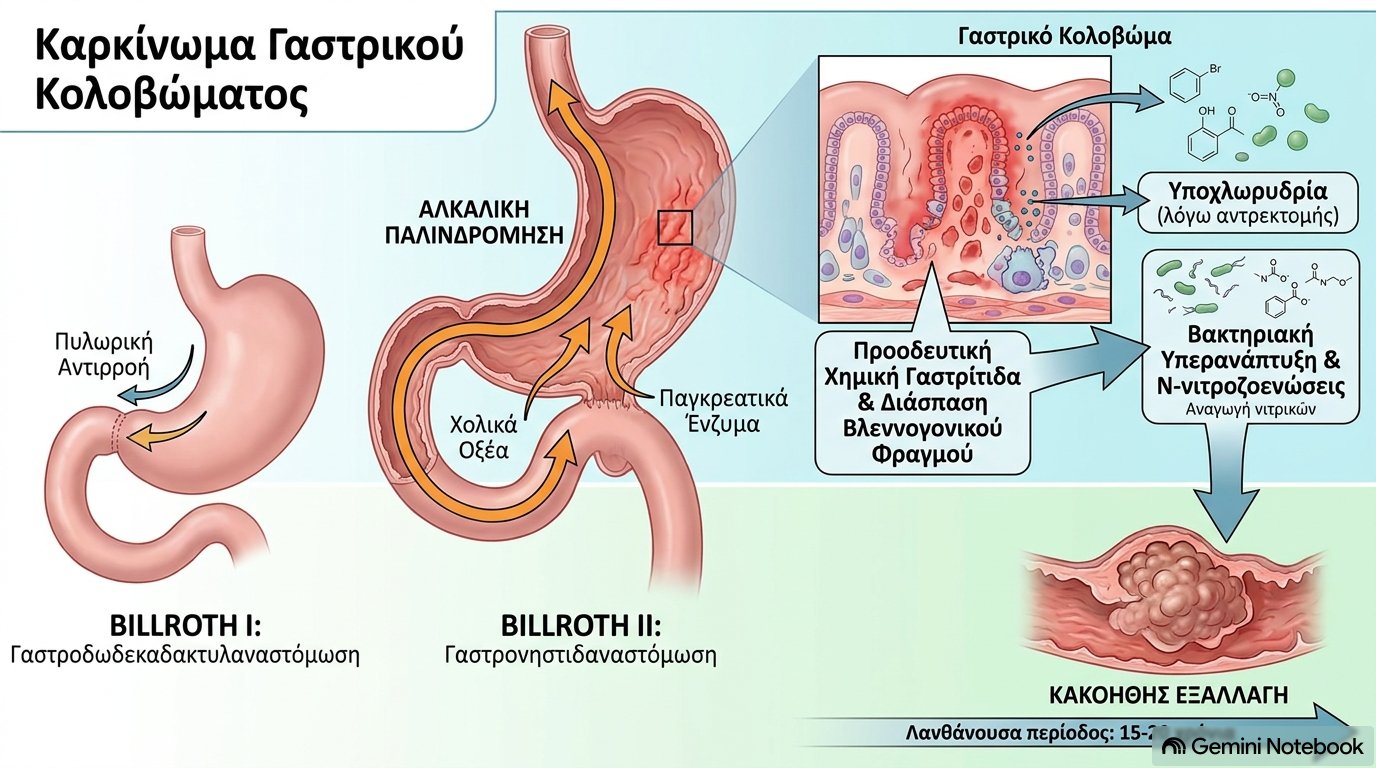 Καρκίνωμα Γαστρικού
Κολοβώματος
Γαστρικό Κολοβώμα
Br
OH
O
⁻O=N
O
O
Υποχλωρυδρία
(λόγω αντρεκτομής)
ΑΛΚΑΛΙΚΗ
ΠΑΛΙΝΔΡΟΜΗΣΗ
Πυλωρική
Αντιρροή
Χολικά
Οξέα
Παγκρεατικά
Ένζυμα
Προοδευτική
Χημική Γαστρίτιδα
& Διάσπαση
Βλεννογονικού
Φραγμού
Βακτηριακή
Υπερανάπτυξη &
N-νιτροζοενώσεις
Αναγωγή νιτρικών
BILLROTH I:
Γαστροδωδεκαδακτυλαναστόμωση
BILLROTH II:
Γαστρονηστιδαναστόμωση
ΚΑΚΟΗΘΗΣ ΕΞΑΛΛΑΓΗ
Λανθάνουσα περίοδος: 15-2
Gemini Notebook